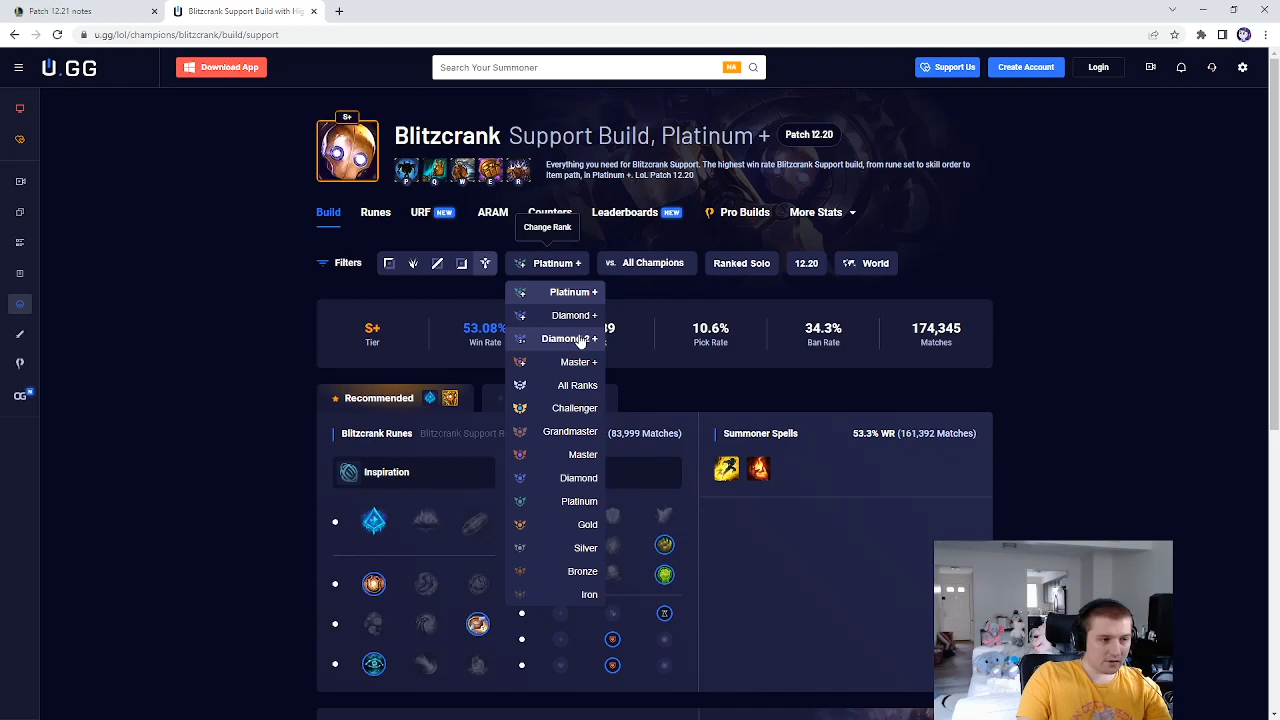 Patch 12.21 notes
Blitzcrank Support Build with Hig
u.gg/lol/champions/blitzcrank/build/support
U.GG
Download App
Search Your Summoner
NA
Support Us
Create Account
Login
S+
Blitzcrank Support Build, Platinum +
Patch 12.20
P Q W E R
Everything you need for Blitzcrank Support. The highest win rate Blitzcrank Support build, from rune set to skill order to
item path, in Platinum +. LoL Patch 12.20
Build Runes URF NEW ARAM Counters Leaderboards NEW Pro Builds More Stats
Change Rank
Filters
Platinum +
vs. All Champions
Ranked Solo
12.20
World
Platinum +
Diamond +
Diamond 2 +
Master +
All Ranks
Challenger
Grandmaster
Master
Diamond
Platinum
Gold
Silver
Bronze
Iron
S+
Tier
53.08%
Win Rate
89
10.6%
Pick Rate
34.3%
Ban Rate
174,345
Matches
Recommended
Blitzcrank Runes Blitzcrank Support R
(83,999 Matches)
Inspiration
Summoner Spells
53.3% WR (161,392 Matches)
OG N